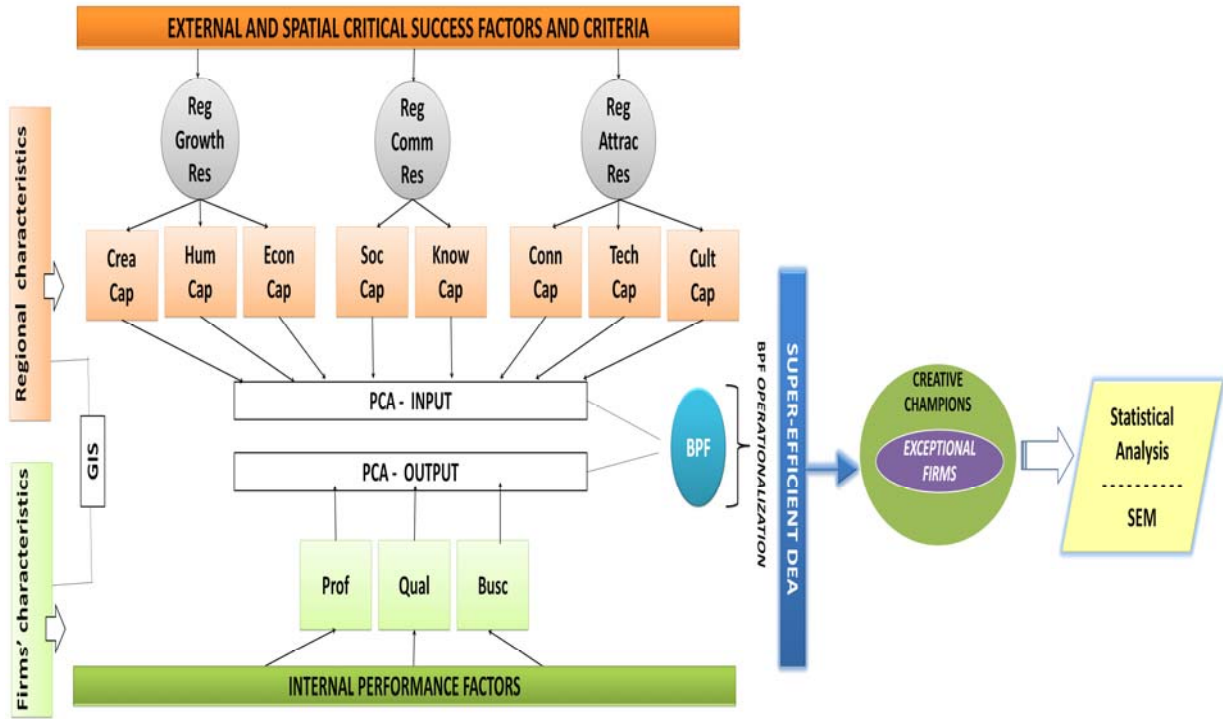 EXTERNAL AND SPATIAL CRITICAL SUCCESS FACTORS AND CRITERIA
Regional characteristics
Reg
Growth
Res
Reg
Comm
Res
Reg
Attrac
Res
Crea
Cap
Hum
Cap
Econ
Cap
Soc
Cap
Know
Cap
Conn
Cap
Tech
Cap
Cult
Cap
GIS
PCA - INPUT
PCA - OUTPUT
BPF
BPF OPERATIONALIZATION
SUPER-EFFICIENT DEA
CREATIVE
CHAMPIONS
EXCEPTIONAL
FIRMS
Statistical
Analysis
----------
SEM
Firms' characteristics
Prof
Qual
Busc
INTERNAL PERFORMANCE FACTORS